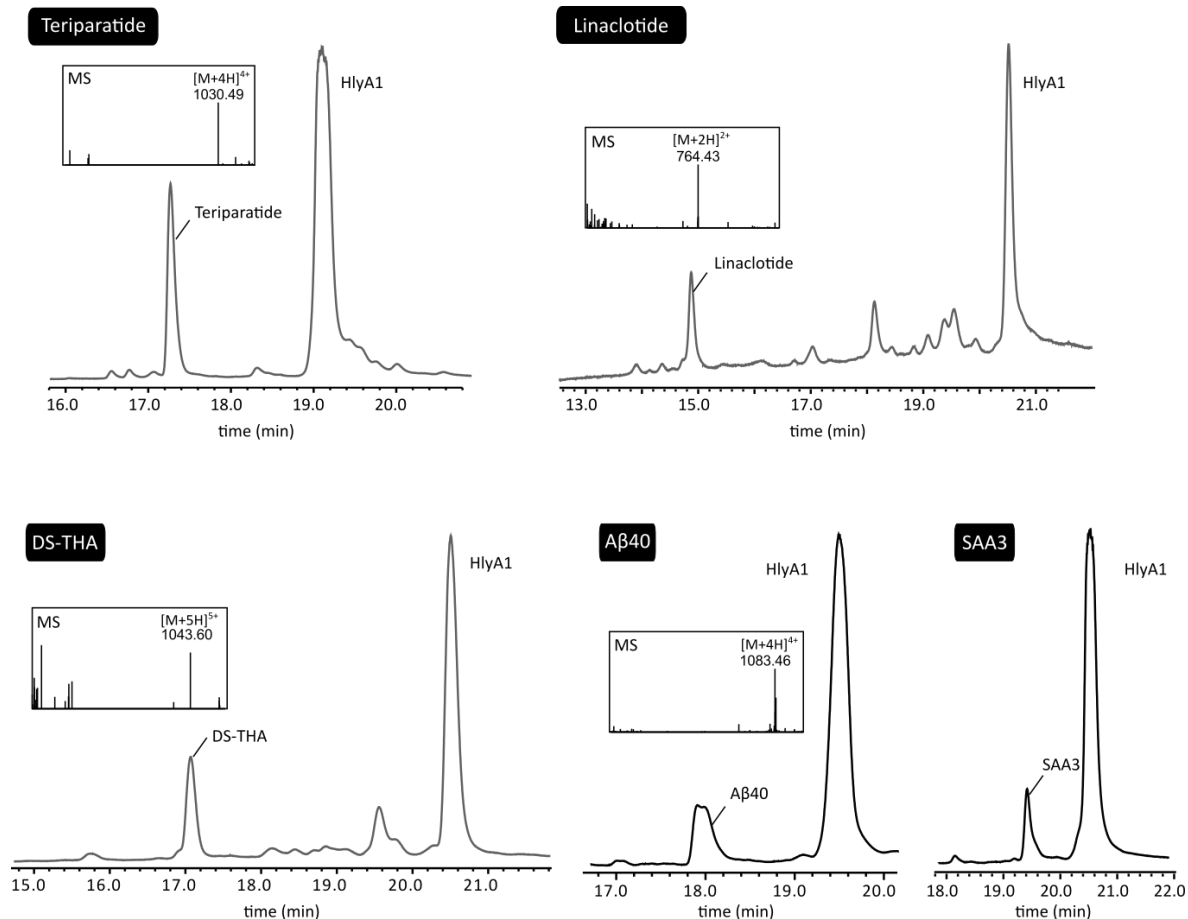 Teriparatide
MS
[M+4H]4+
1030.49
HlyA1
Teriparatide
16.0 17.0 18.0 19.0 20.0
time (min)
Linaclotide
HlyA1
MS
[M+2H]2+
764.43
Linaclotide
13.0 15.0 17.0 19.0 21.0
time (min)
DS-THA
HlyA1
MS
[M+5H]5+
1043.60
DS-THA
15.0 16.0 17.0 18.0 19.0 20.0 21.0
time (min)
Aβ40
HlyA1
MS
[M+4H]4+
1083.46
Aβ40
17.0 18.0 19.0 20.0
time (min)
SAA3
HlyA1
SAA3
18.0 19.0 20.0 21.0 22.0
time (min)